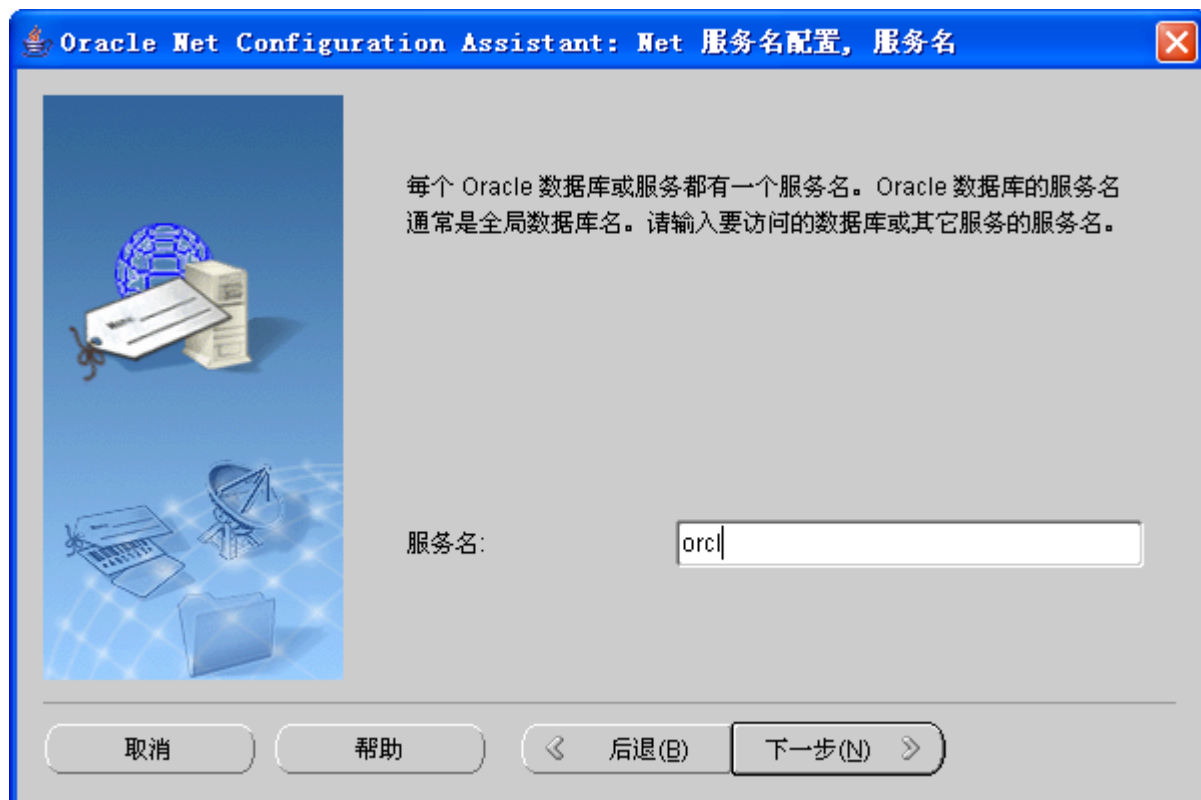 Oracle Net Configuration Assistant: Net 服务名配置, 服务名
每个 Oracle 数据库或服务都有一个服务名。Oracle 数据库的服务名
通常是全局数据库名。请输入要访问的数据库或其它服务的服务名。
服务名:
orcl
取消
帮助
后退(B)
下一步(N)